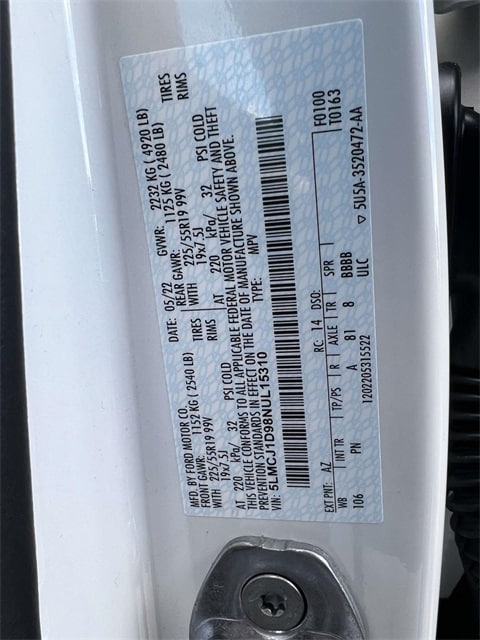 MFD. BY FORD MOTOR CO.
DATE: 05/22 GVWR: 2232 KG ( 4920 LB)
FRONT GAWR: 1152 KG ( 2540 LB) REAR GAWR: 1125 KG ( 2480 LB)
WITH 225/55R19 99V TIRES WITH 225/55R19 99V TIRES
19x7.5J RIMS 19x7.5J RIMS
AT 220 kPa/ 32 PSI COLD AT 220 kPa/ 32 PSI COLD
THIS VEHICLE CONFORMS TO ALL APPLICABLE FEDERAL MOTOR VEHICLE SAFETY AND THEFT
PREVENTION STANDARDS IN EFFECT ON THE DATE OF MANUFACTURE SHOWN ABOVE.
VIN: 5LMCJ1D98NUL15310 TYPE: MPV
F0100
T0163
EXT PNT: AZ RC: 14 DSO:
WB INT TR TP/PS R AXLE TR SPR
106 PN A 81 8 BBBB
1202205315522 ULC ▽ 5U5A-3520472-AA